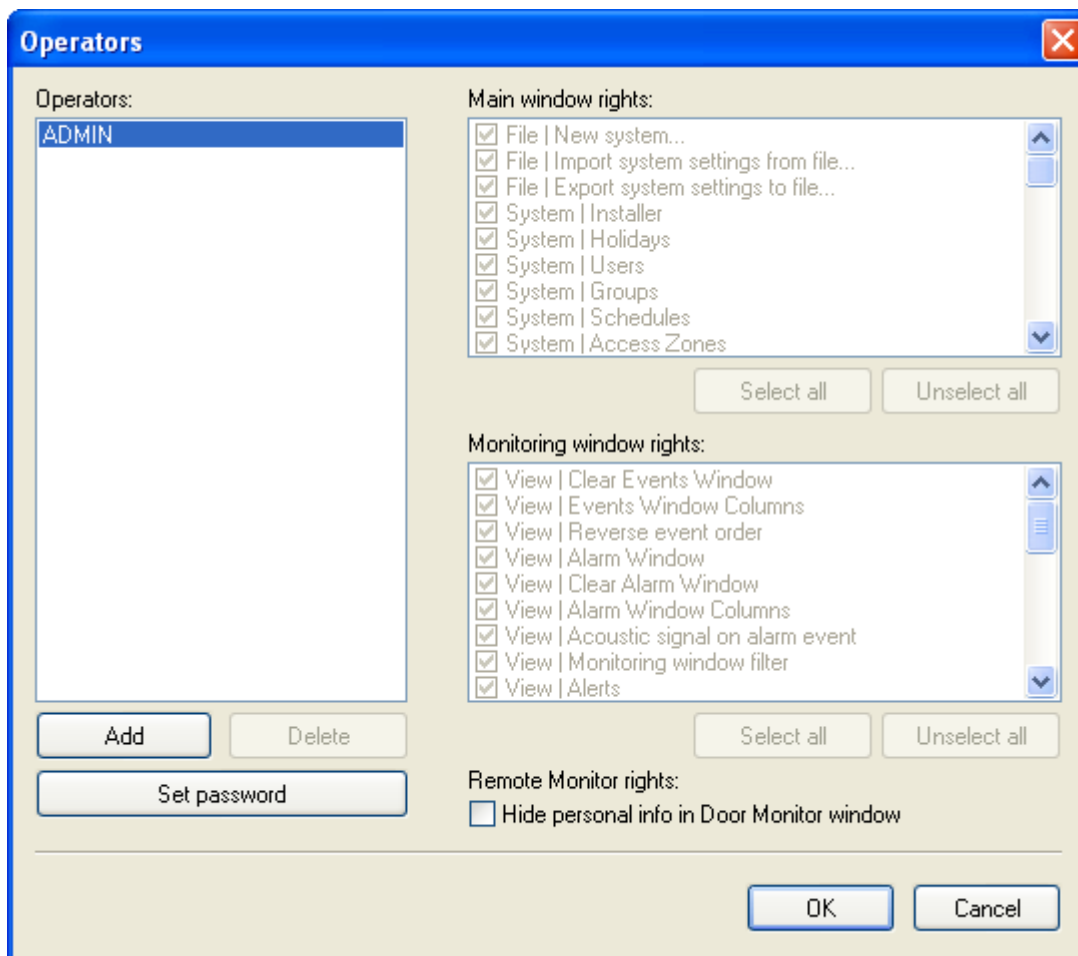 Operators
Operators:
ADMIN
Add
Delete
Set password
Main window rights:
File | New system...
File | Import system settings from file...
File | Export system settings to file...
System | Installer
System | Holidays
System | Users
System | Groups
System | Schedules
System | Access Zones
Select all
Unselect all
Monitoring window rights:
View | Clear Events Window
View | Events Window Columns
View | Reverse event order
View | Alarm Window
View | Clear Alarm Window
View | Alarm Window Columns
View | Acoustic signal on alarm event
View | Monitoring window filter
View | Alerts
Select all
Unselect all
Remote Monitor rights:
Hide personal info in Door Monitor window
OK
Cancel